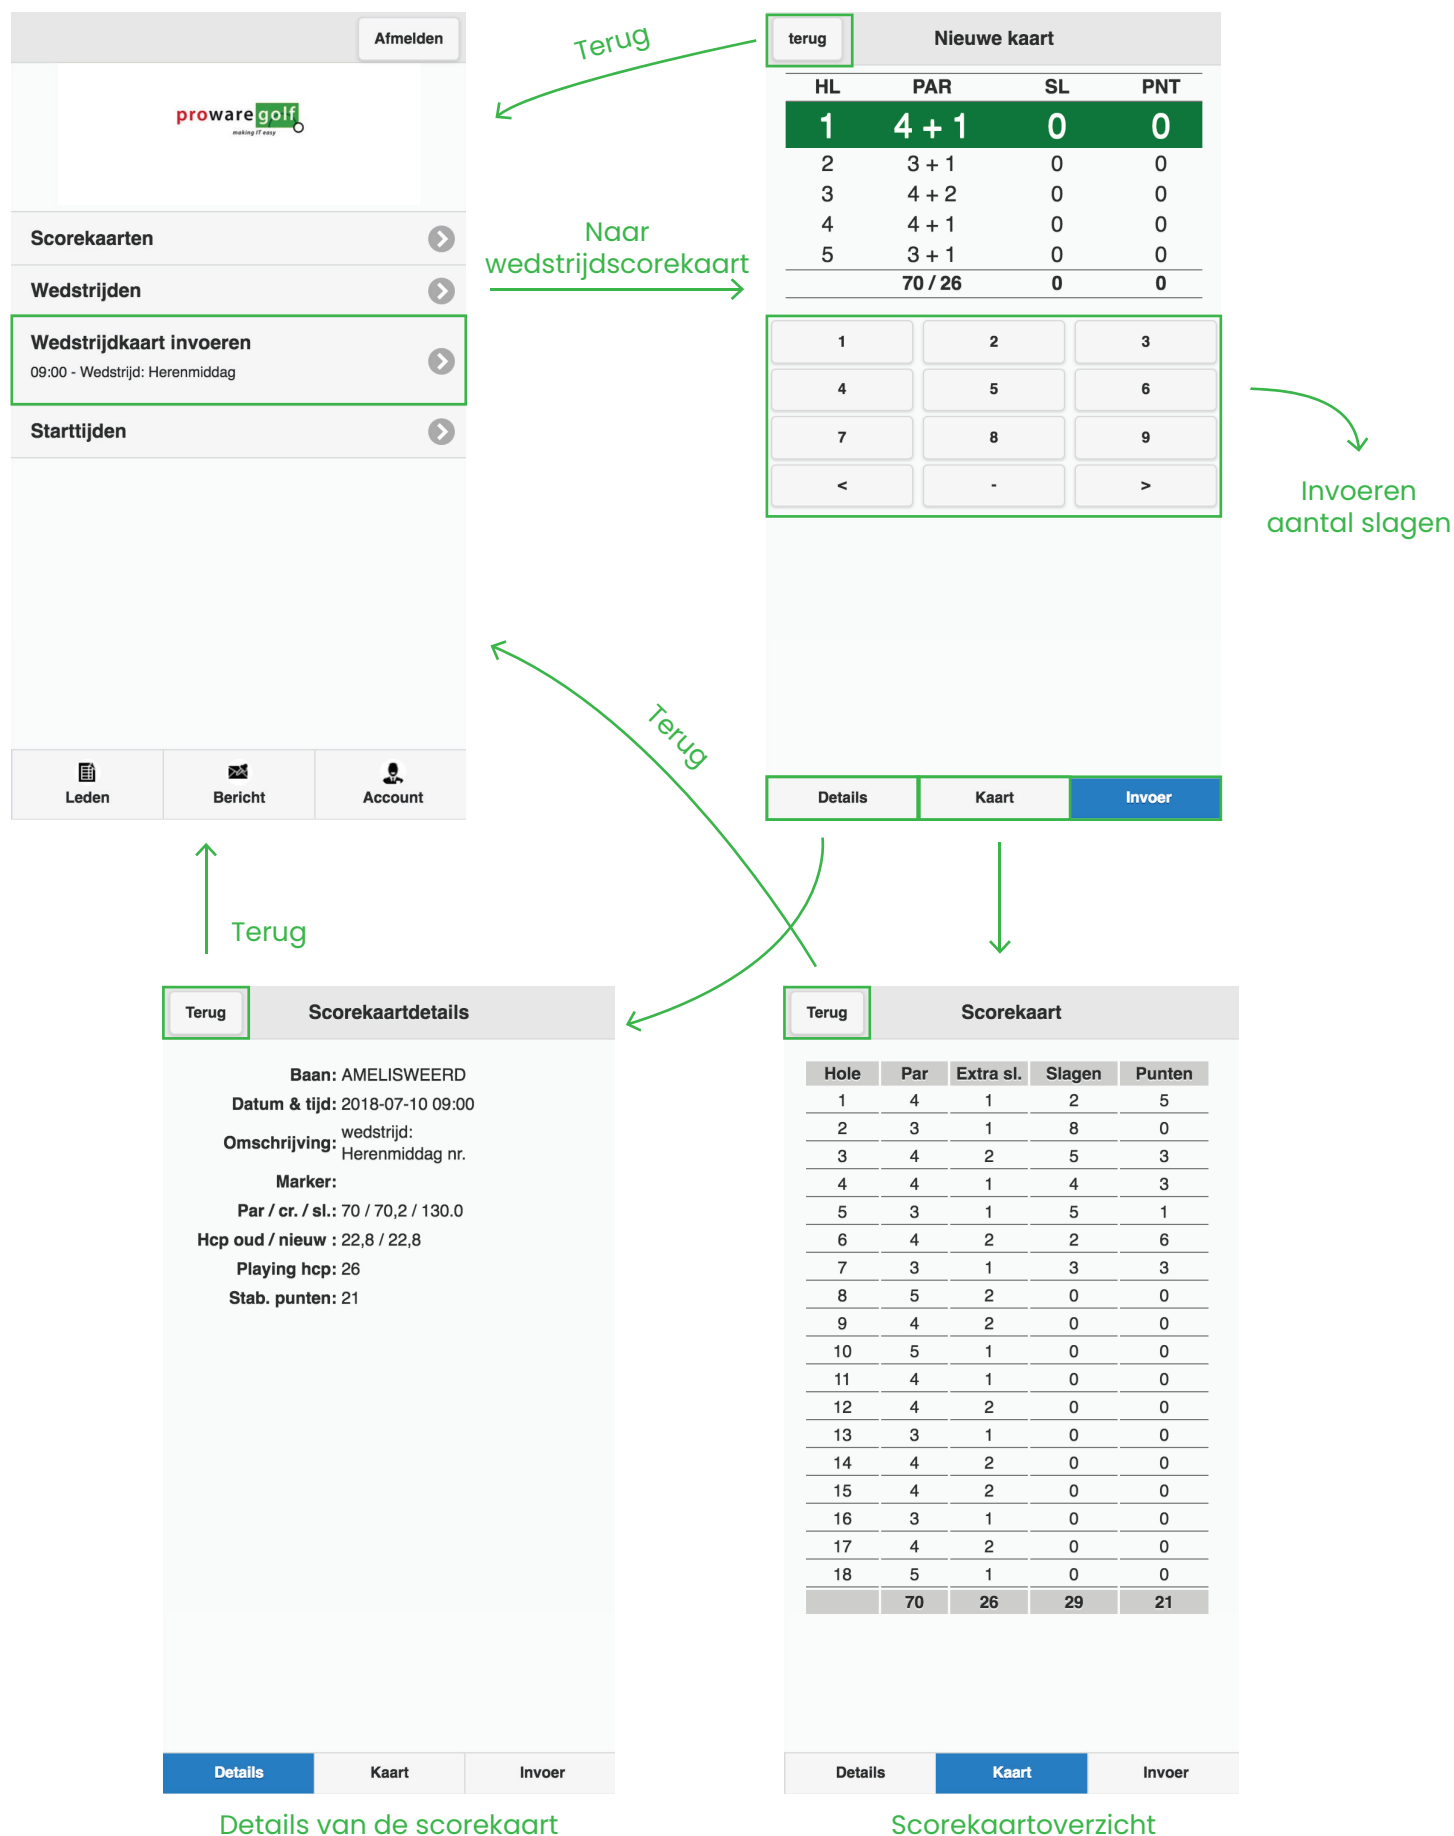 Afmelden
prowaregolf
making IT easy
Scorekaarten
Wedstrijden
Wedstrijdkaart invoeren
09:00 - Wedstrijd: Herenmiddag
Starttijden
Leden Bericht Account
Terug
Naar
wedstrijdscorekaart
terug Nieuwe kaart
HL PAR SL PNT
1 4 + 1 0 0
2 3 + 1 0 0
3 4 + 2 0 0
4 4 + 1 0 0
5 3 + 1 0 0
70 / 26 0 0
1 2 3
4 5 6
7 8 9
< - >
Invoeren
aantal slagen
Details Kaart Invoer
Terug
Terug
Terug Scorekaartdetails
Baan: AMELISWEERD
Datum & tijd: 2018-07-10 09:00
Omschrijving: wedstrijd:
Herenmiddag nr.
Marker:
Par / cr. / sl.: 70 / 70,2 / 130.0
Hcp oud / nieuw : 22,8 / 22,8
Playing hcp: 26
Stab. punten: 21
Details Kaart Invoer
Details van de scorekaart
Terug Scorekaart
Hole Par Extra sl. Slagen Punten
1 4 1 2 5
2 3 1 8 0
3 4 2 5 3
4 4 1 4 3
5 3 1 5 1
6 4 2 2 6
7 3 1 3 3
8 5 2 0 0
9 4 2 0 0
10 5 1 0 0
11 4 1 0 0
12 4 2 0 0
13 3 1 0 0
14 4 2 0 0
15 4 2 0 0
16 3 1 0 0
17 4 2 0 0
18 5 1 0 0
70 26 29 21
Details Kaart Invoer
Scorekaartoverzicht